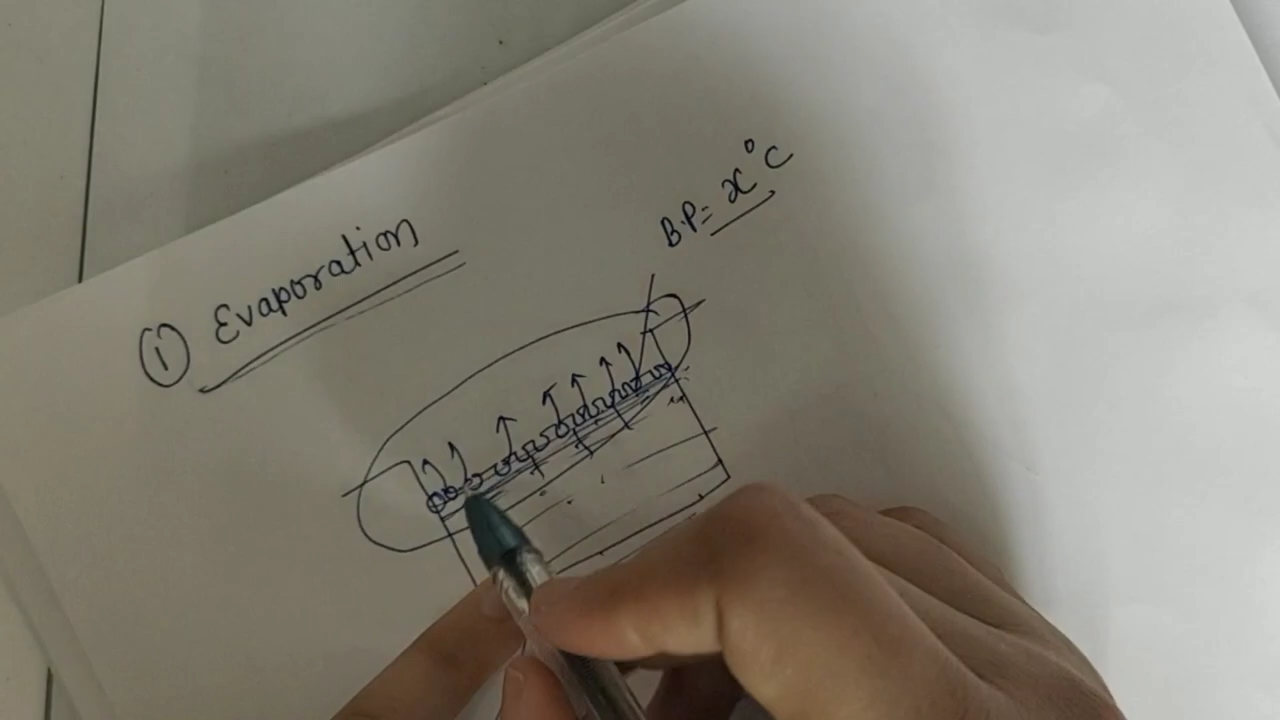 ① Evaporation
B.P= x°C